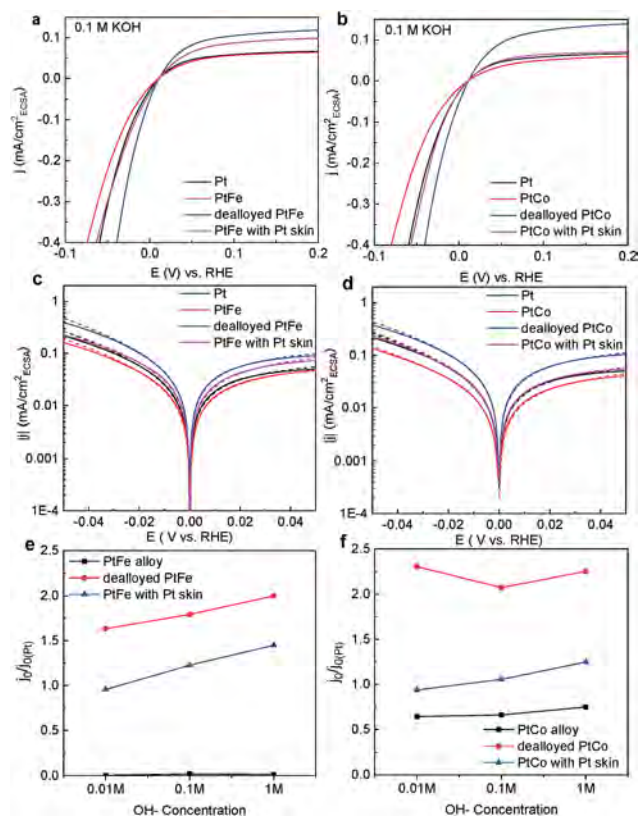 a
0.1 M KOH
0.1
0.0
-0.1
-0.2
-0.3
-0.4
j (mA/cm²ECSA)
Pt
PtFe
dealloyed PtFe
PtFe with Pt skin
-0.1
0.0
0.1
0.2
E (V) vs. RHE
b
0.1 M KOH
0.1
0.0
-0.1
-0.2
-0.3
-0.4
j (mA/cm²ECSA)
Pt
PtCo
dealloyed PtCo
PtCo with Pt skin
-0.1
0.0
0.1
0.2
E (V) vs. RHE
c
1
0.1
0.01
0.001
1E-4
|j| (mA/cm²ECSA)
Pt
PtFe
dealloyed PtFe
PtFe with Pt skin
-0.04
-0.02
0.00
0.02
0.04
E ( V vs. RHE)
d
1
0.1
0.01
0.001
1E-4
|j| (mA/cm²ECSA)
Pt
PtCo
dealloyed PtCo
PtCo with Pt skin
-0.04
-0.02
0.00
0.02
0.04
E ( V vs. RHE)
e
2.5
2.0
1.5
1.0
0.5
0.0
j0/j0(Pt)
PtFe alloy
dealloyed PtFe
PtFe with Pt skin
0.01M
0.1M
1M
OH- Concentration
f
2.5
2.0
1.5
1.0
0.5
0.0
j0/j0(Pt)
PtCo alloy
dealloyed PtCo
PtCo with Pt skin
0.01M
0.1M
1M
OH- Concentration